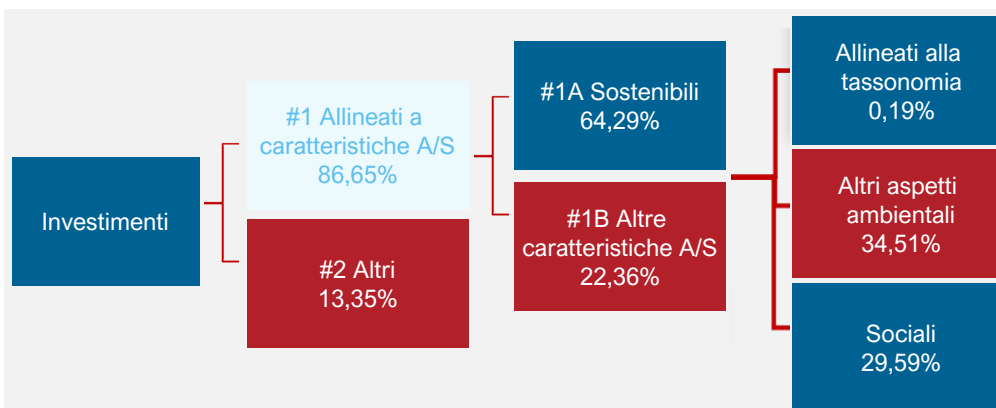 Investimenti
#1 Allineati a
caratteristiche A/S
86,65%
#2 Altri
13,35%
#1A Sostenibili
64,29%
#1B Altre
caratteristiche A/S
22,36%
Allineati alla
tassonomia
0,19%
Altri aspetti
ambientali
34,51%
Sociali
29,59%